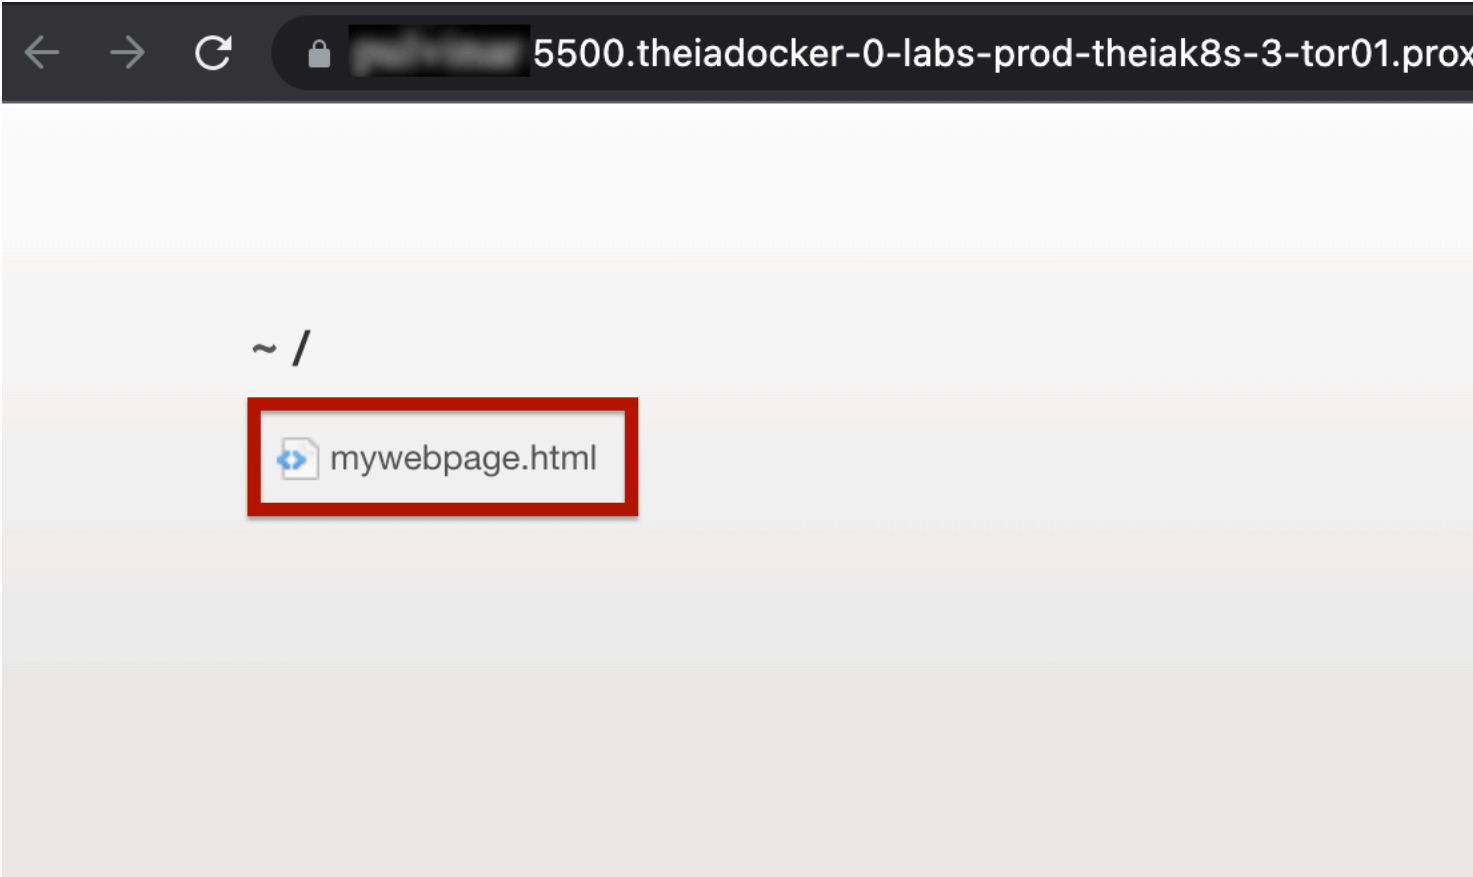 5500.theiadocker-0-labs-prod-theiak8s-3-tor01.prox
~ /
mywebpage.html